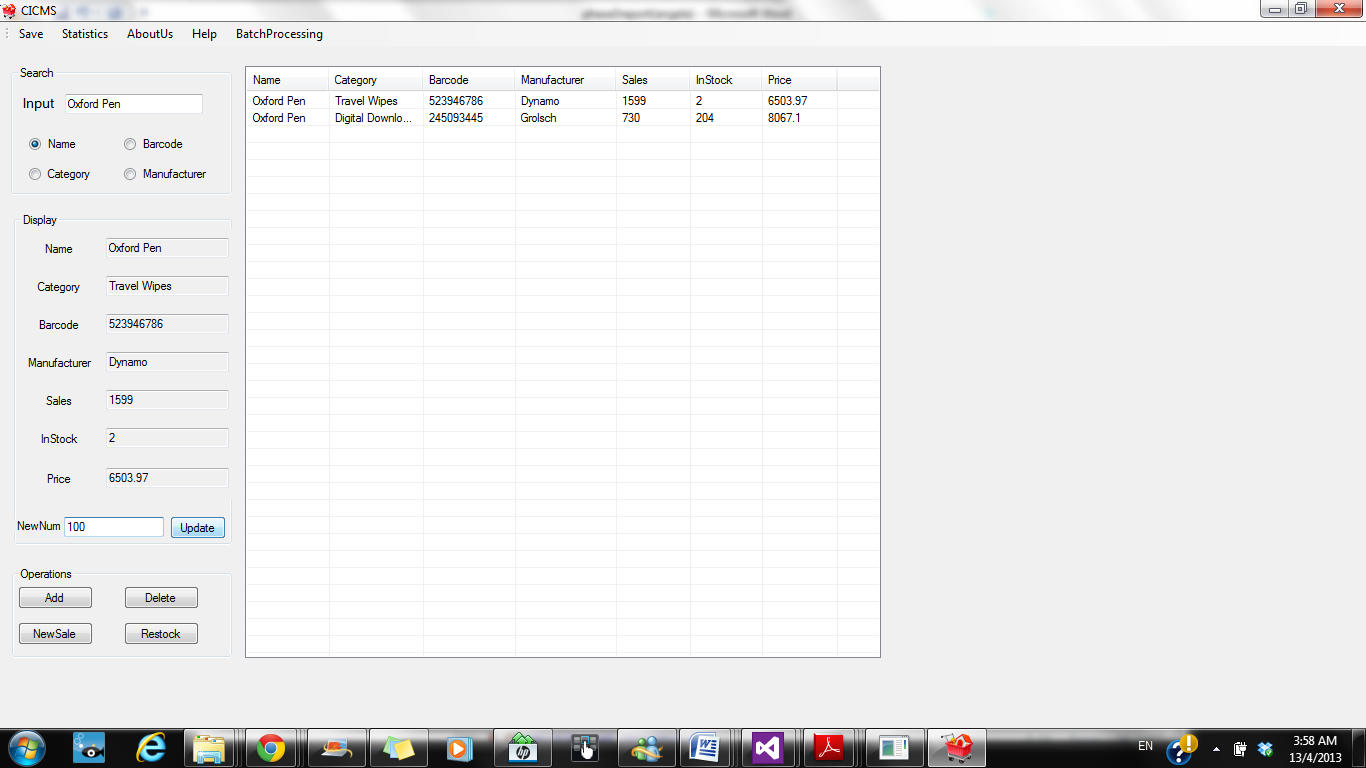 CICMS
Save Statistics AboutUs Help BatchProcessing
Search
Input Oxford Pen
Name Barcode
Category Manufacturer
Display
Name Oxford Pen
Category Travel Wipes
Barcode 523946786
Manufacturer Dynamo
Sales 1599
InStock 2
Price 6503.97
NewNum 100 Update
Operations
Add Delete
NewSale Restock
Name Category Barcode Manufacturer Sales InStock Price
Oxford Pen Travel Wipes 523946786 Dynamo 1599 2 6503.97
Oxford Pen Digital Downlo... 245093445 Grolsch 730 204 8067.1
EN
3:58 AM
13/4/2013